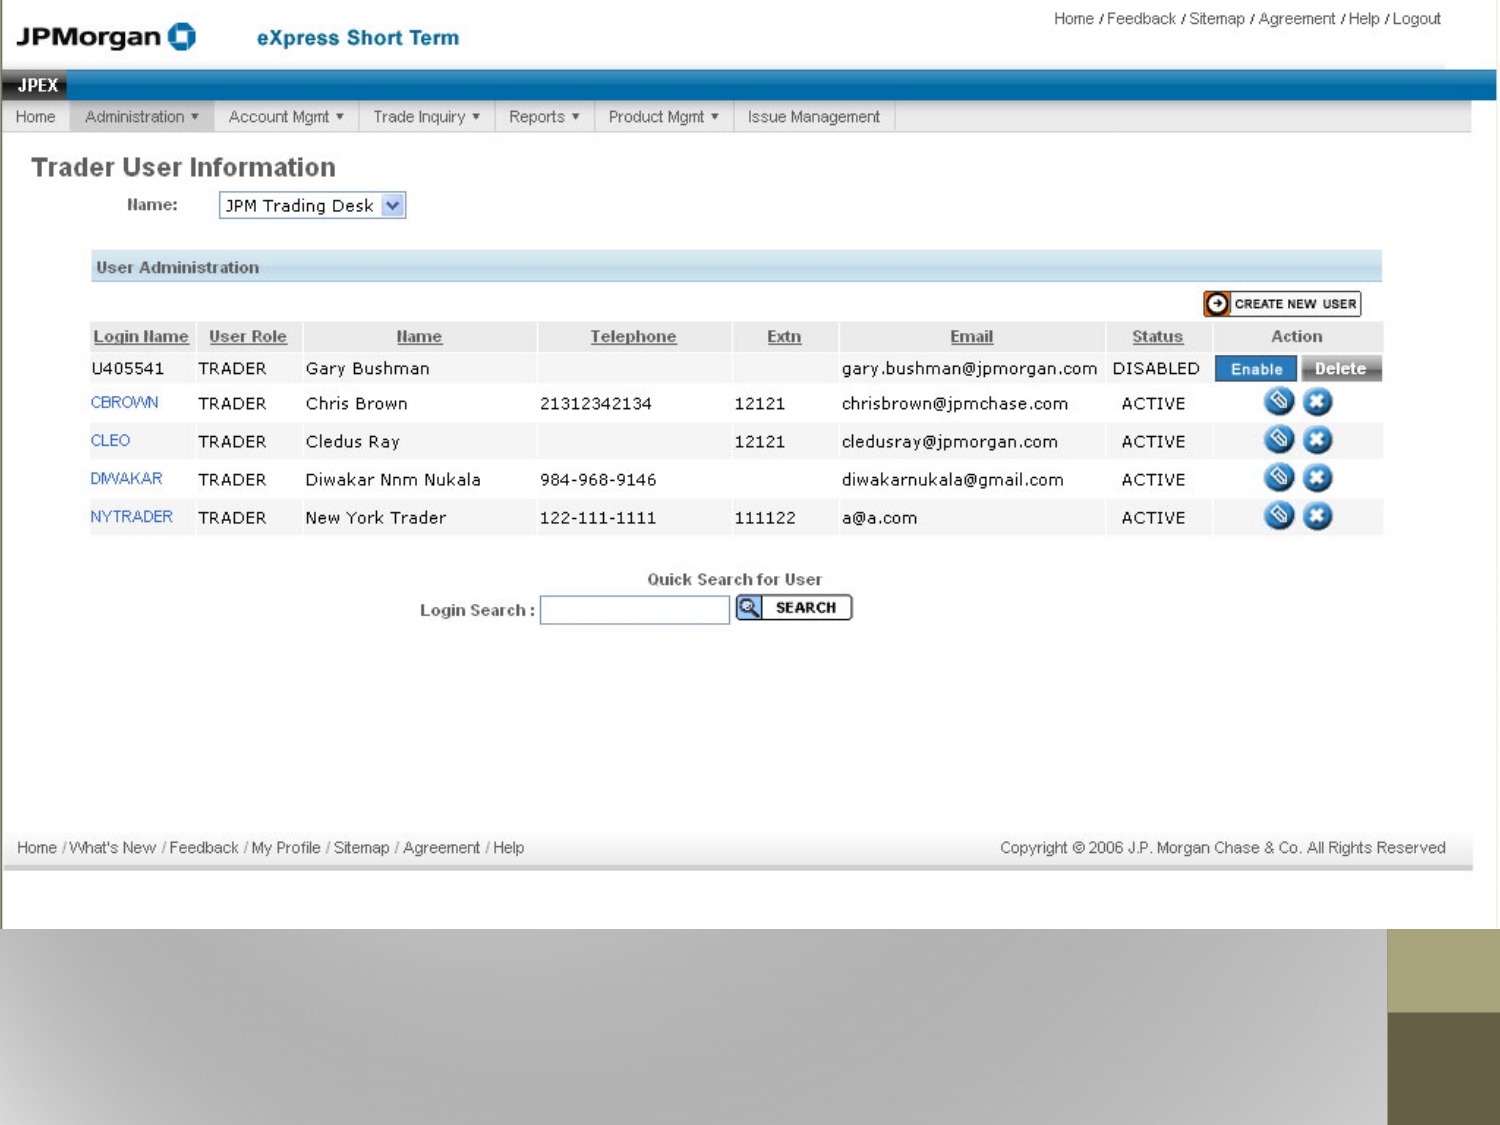 Home / Feedback / Sitemap / Agreement / Help / Logout
JPMorgan eXpress Short Term
JPEX
Home Administration Account Mgmt Trade Inquiry Reports Product Mgmt Issue Management
Trader User Information
Name: JPM Trading Desk
User Administration
CREATE NEW USER
Login Name User Role Name Telephone Extn Email Status Action
U405541 TRADER Gary Bushman gary.bushman@jpmorgan.com DISABLED Enable Delete
CBROWN TRADER Chris Brown 21312342134 12121 chrisbrown@jpmchase.com ACTIVE
CLEO TRADER Cledus Ray 12121 cledusray@jpmorgan.com ACTIVE
DIWAKAR TRADER Diwakar Nnm Nukala 984-968-9146 diwakarnukala@gmail.com ACTIVE
NYTRADER TRADER New York Trader 122-111-1111 111122 a@a.com ACTIVE
Quick Search for User
Login Search : SEARCH
Home / What's New / Feedback / My Profile / Sitemap / Agreement / Help Copyright © 2006 J.P. Morgan Chase & Co. All Rights Reserved